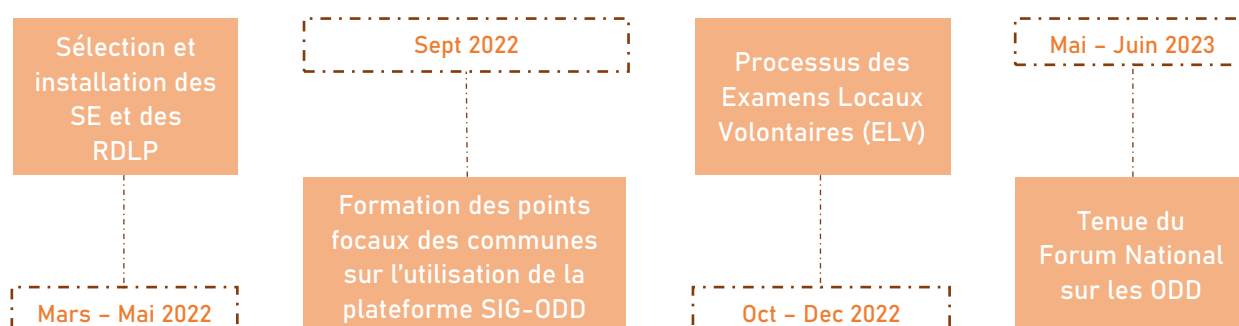 Sélection et
installation des
SE et des
RDLP
Mars – Mai 2022
Sept 2022
Formation des points
focaux des communes
sur l'utilisation de la
plateforme SIG-ODD
Processus des
Examens Locaux
Volontaires (ELV)
Oct – Dec 2022
Mai – Juin 2023
Tenue du
Forum National
sur les ODD